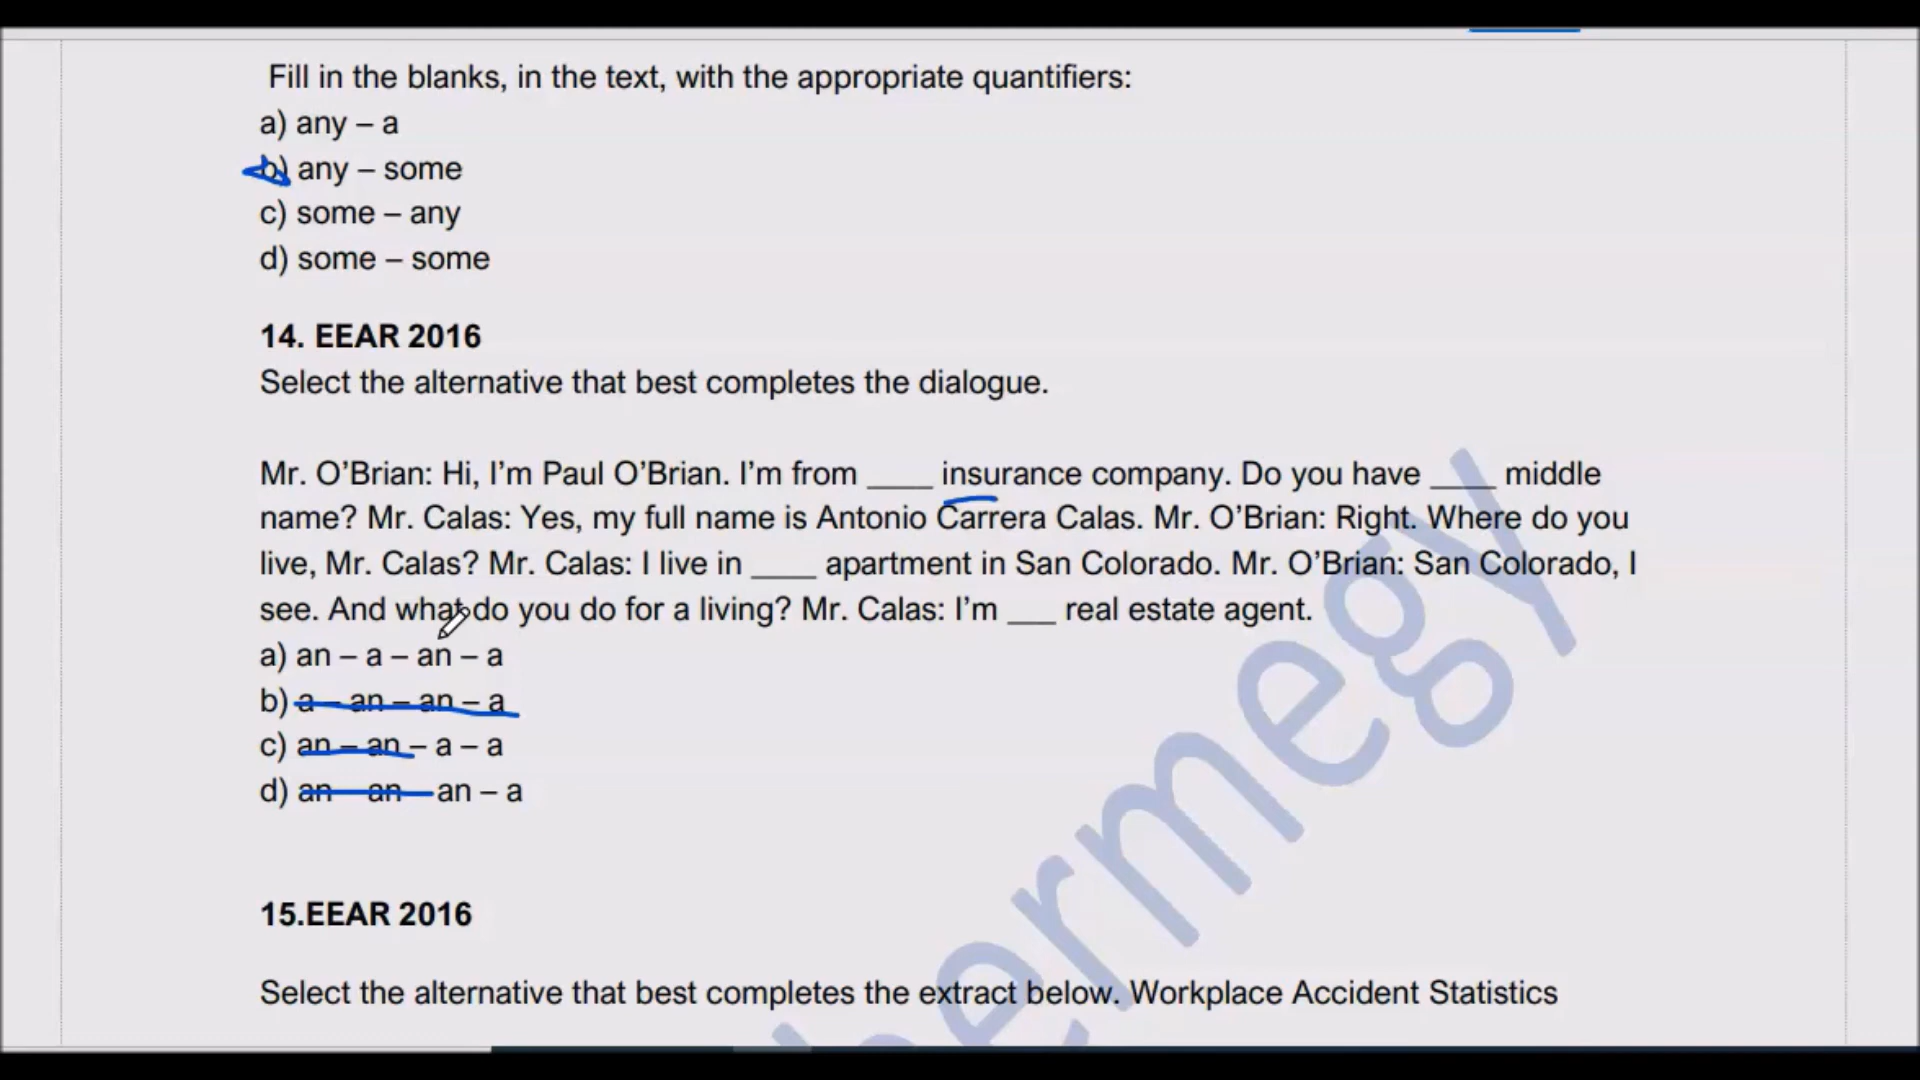 Fill in the blanks, in the text, with the appropriate quantifiers:
a) any – a
b) any – some
c) some – any
d) some – some
14. EEAR 2016
Select the alternative that best completes the dialogue.
Mr. O’Brian: Hi, I’m Paul O’Brian. I’m from ____ insurance company. Do you have ____ middle
name? Mr. Calas: Yes, my full name is Antonio Carrera Calas. Mr. O’Brian: Right. Where do you
live, Mr. Calas? Mr. Calas: I live in ____ apartment in San Colorado. Mr. O’Brian: San Colorado, I
see. And what do you do for a living? Mr. Calas: I’m ___ real estate agent.
a) an – a – an – a
b) a – an – an – a
c) an – an – a – a
d) an – an – an – a
15.EEAR 2016
Select the alternative that best completes the extract below. Workplace Accident Statistics